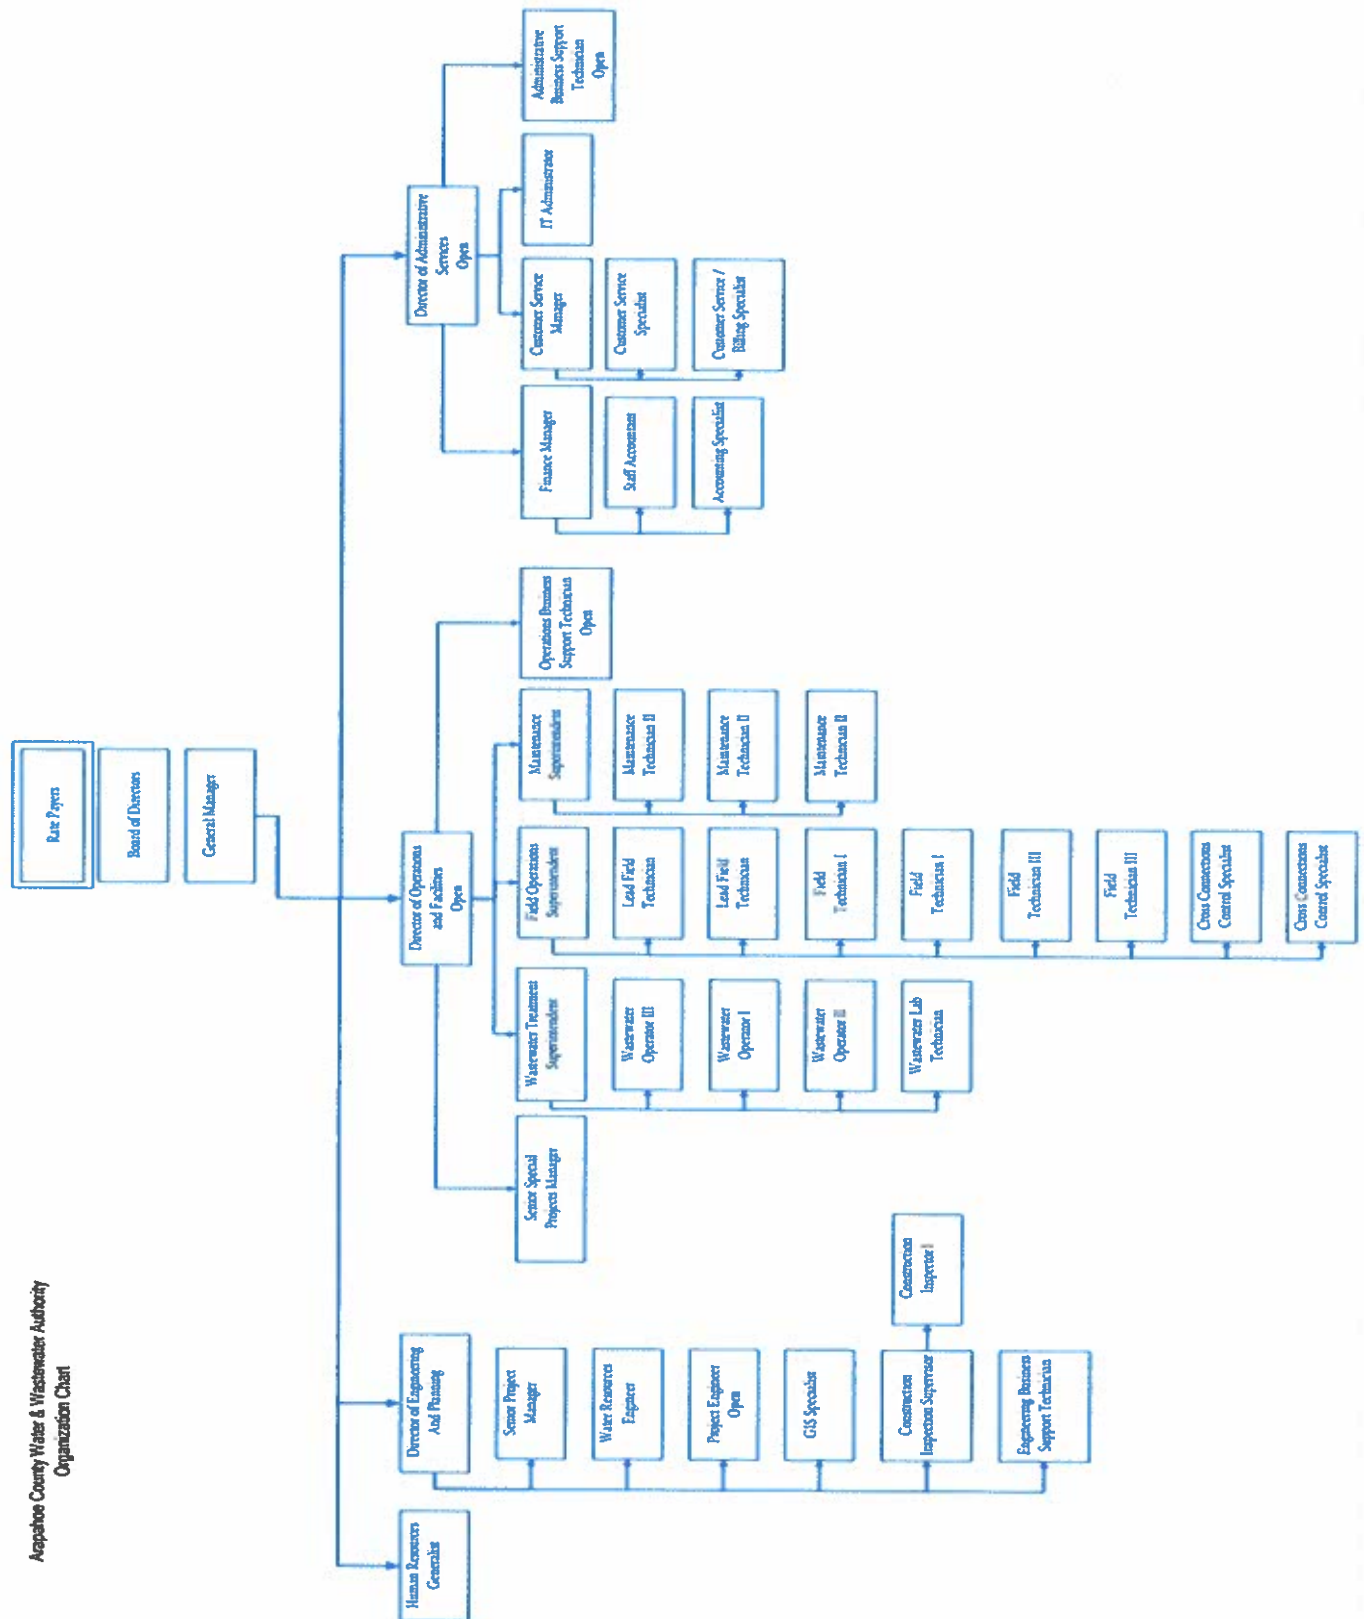 Arapahoe County Water & Wastewater Authority
Organization Chart
Rate Payers
Board of Directors
General Manager
Human Resources
Generalist
Director of Engineering
And Planning
Senior Project
Manager
Water Resources
Engineer
Project Engineer
Open
GIS Specialist
Construction
Inspection Supervisor
Construction
Inspector I
Engineering Business
Support Technician
Director of Operations
and Facilities
Open
Senior Special
Projects Manager
Wastewater Treatment
Superintendent
Wastewater
Operator III
Wastewater
Operator I
Wastewater
Operator II
Wastewater Lab
Technician
Field Operations
Superintendent
Lead Field
Technician
Lead Field
Technician
Field
Technician I
Field
Technician I
Field
Technician III
Field
Technician III
Cross Connections
Control Specialist
Cross Connections
Control Specialist
Maintenance
Superintendent
Maintenance
Technician II
Maintenance
Technician II
Maintenance
Technician II
Operations Business
Support Technician
Open
Director of Administrative
Services
Open
Finance Manager
Staff Accountant
Accounting Specialist
Customer Service
Manager
Customer Service
Specialist
Customer Service /
Billing Specialist
IT Administrator
Administrative
Business Support
Technician
Open